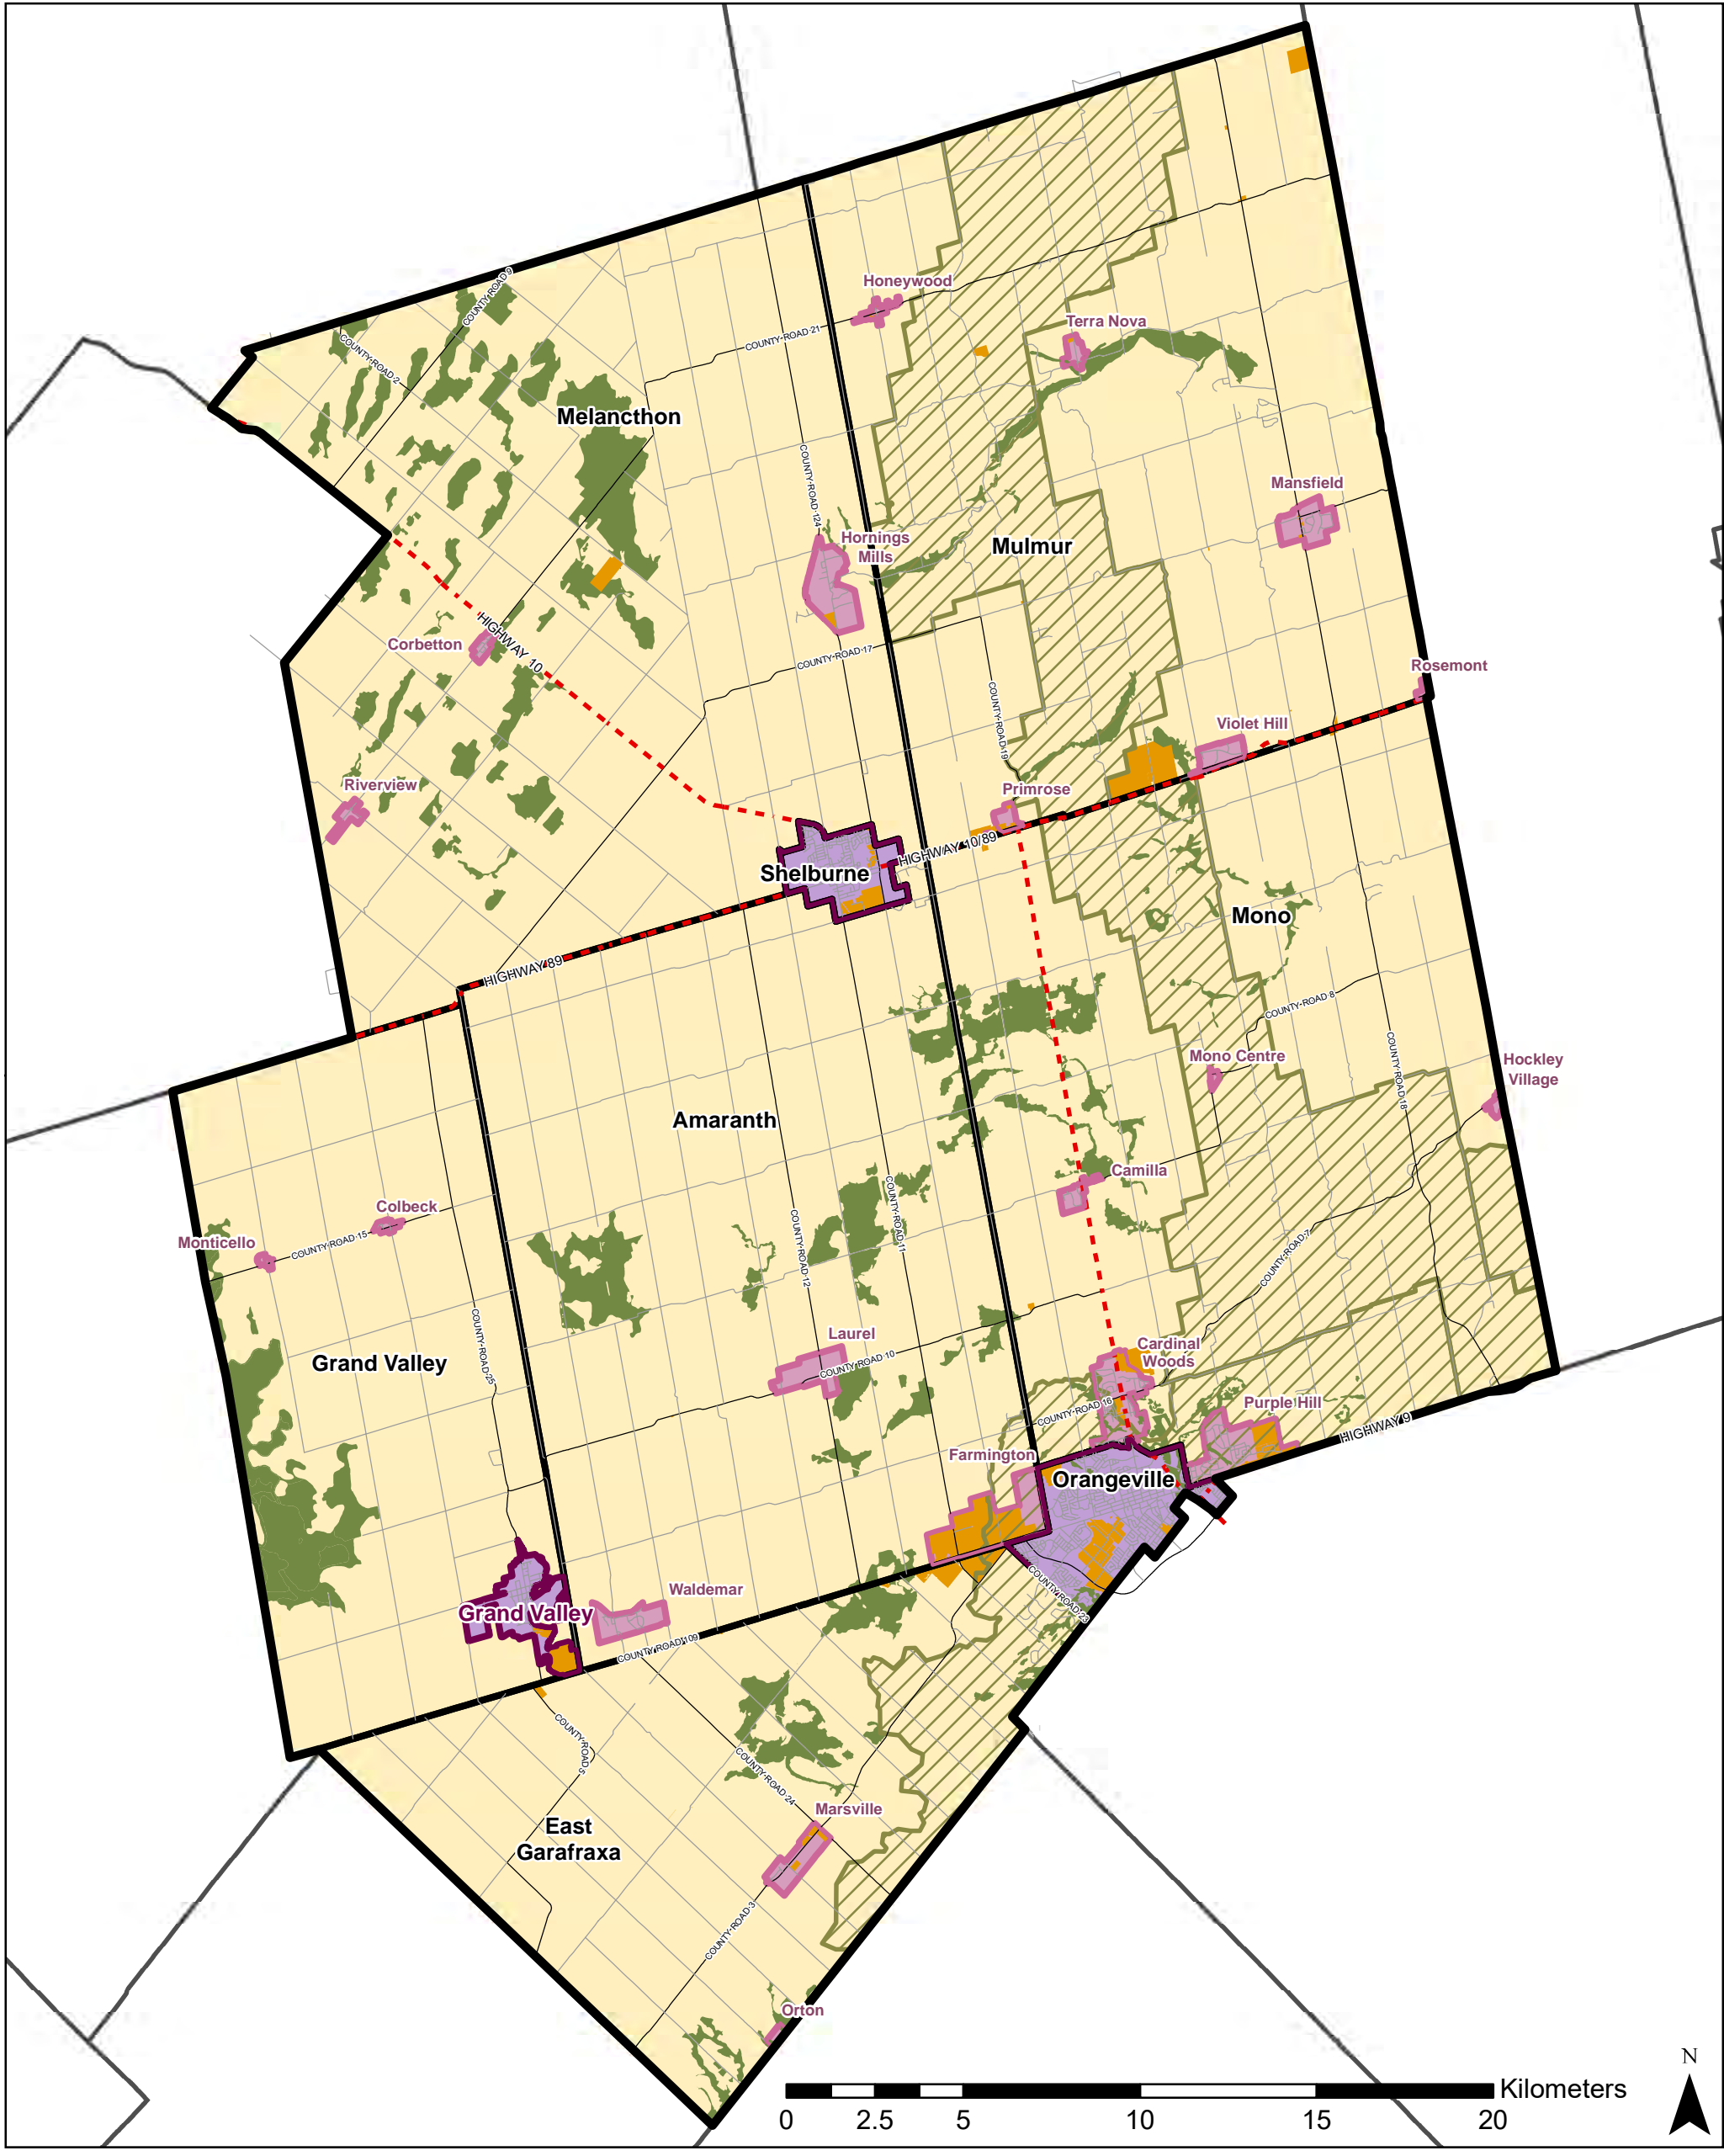 COUNTY ROAD 9
Honeywood
COUNTY ROAD 21
COUNTY ROAD 2
Terra Nova
Melancthon
COUNTY ROAD 124
Mansfield
Hornings
Mills
Mulmur
HIGHWAY 10
Corbetton
COUNTY ROAD 17
Rosemont
COUNTY ROAD 19
Violet Hill
Riverview
Primrose
HIGHWAY 10/89
Shelburne
Mono
HIGHWAY 89
COUNTY ROAD 8
COUNTY ROAD 18
Mono Centre
Hockley
Village
Amaranth
Camilla
COUNTY ROAD 11
Colbeck
Monticello
COUNTY ROAD 15
COUNTY ROAD 12
COUNTY ROAD 7
COUNTY ROAD 25
Laurel
COUNTY ROAD 10
Grand Valley
Cardinal
Woods
COUNTY ROAD 16
Purple Hill
HIGHWAY 9
Farmington
Orangeville
COUNTY ROAD 23
Waldemar
Grand Valley
COUNTY ROAD 109
COUNTY ROAD 5
COUNTY ROAD 24
Marsville
East
Garafraxa
COUNTY ROAD 3
Orton
N
Kilometers
0 2.5 5 10 15 20